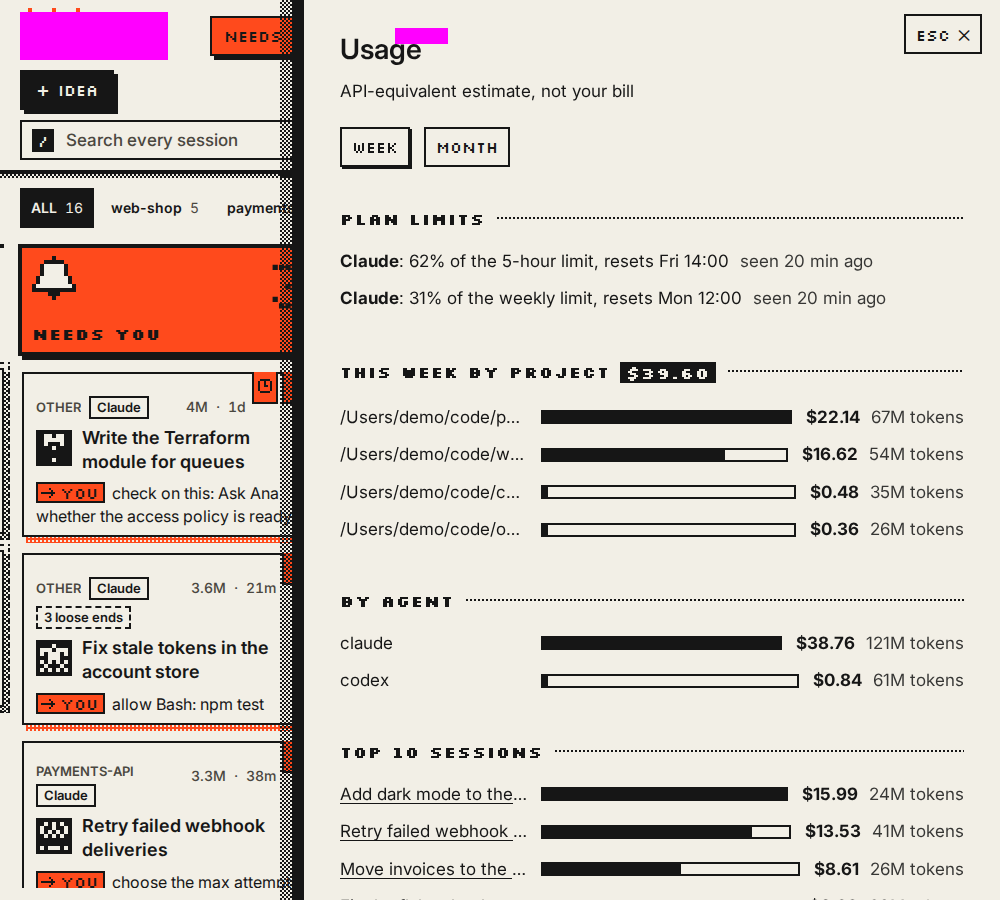 NEEDS
+ IDEA
/ Search every session
ALL 16 web-shop 5 payment
NEEDS YOU
OTHER Claude 4M · 1d
Write the Terraform
module for queues
→ YOU check on this: Ask Ana
whether the access policy is ready
OTHER Claude 3.6M · 21m
3 loose ends
Fix stale tokens in the
account store
→ YOU allow Bash: npm test
PAYMENTS-API 3.3M · 38m
Claude
Retry failed webhook
deliveries
→ YOU choose the max attempt
Usage
ESC ×
API-equivalent estimate, not your bill
WEEK MONTH
PLAN LIMITS
Claude: 62% of the 5-hour limit, resets Fri 14:00 seen 20 min ago
Claude: 31% of the weekly limit, resets Mon 12:00 seen 20 min ago
THIS WEEK BY PROJECT $39.60
/Users/demo/code/p... $22.14 67M tokens
/Users/demo/code/w... $16.62 54M tokens
/Users/demo/code/c... $0.48 35M tokens
/Users/demo/code/o... $0.36 26M tokens
BY AGENT
claude $38.76 121M tokens
codex $0.84 61M tokens
TOP 10 SESSIONS
Add dark mode to the... $15.99 24M tokens
Retry failed webhook ... $13.53 41M tokens
Move invoices to the ... $8.61 26M tokens